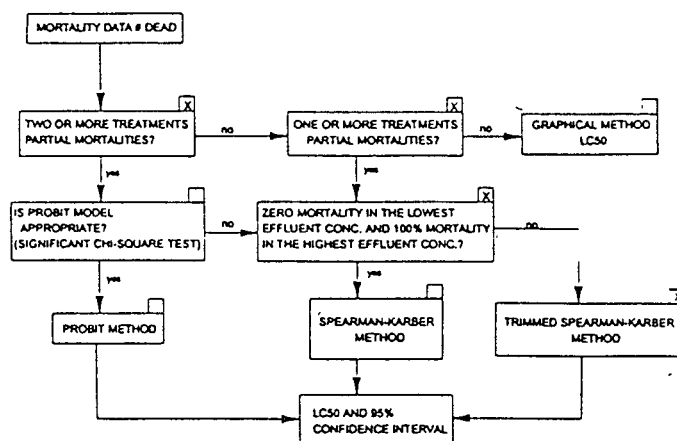 MORTALITY DATA # DEAD
X
X
TWO OR MORE TREATMENTS
PARTIAL MORTALITIES?
no
ONE OR MORE TREATMENTS
PARTIAL MORTALITIES?
no
GRAPHICAL METHOD
LC50
yes
yes
X
IS PROBIT MODEL
APPROPRIATE?
(SIGNIFICANT CHI-SQUARE TEST)
no
ZERO MORTALITY IN THE LOWEST
EFFLUENT CONC. AND 100% MORTALITY
IN THE HIGHEST EFFLUENT CONC.?
no
yes
yes
X
PROBIT METHOD
SPEARMAN-KARBER
METHOD
TRIMMED SPEARMAN-KARBER
METHOD
LC50 AND 95%
CONFIDENCE INTERVAL